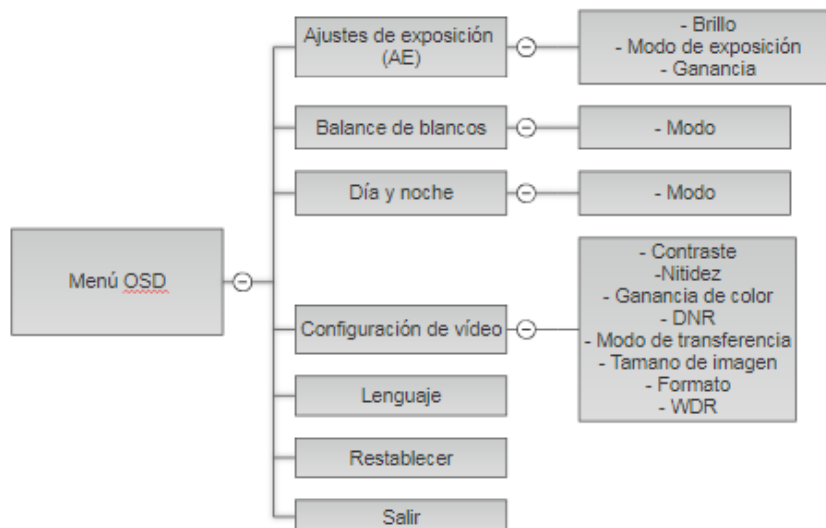 Menú OSD
Ajustes de exposición
(AE)
- Brillo
- Modo de exposición
- Ganancia
Balance de blancos
- Modo
Día y noche
- Modo
Configuración de vídeo
- Contraste
-Nitidez
- Ganancia de color
- DNR
- Modo de transferencia
- Tamano de imagen
- Formato
- WDR
Lenguaje
Restablecer
Salir